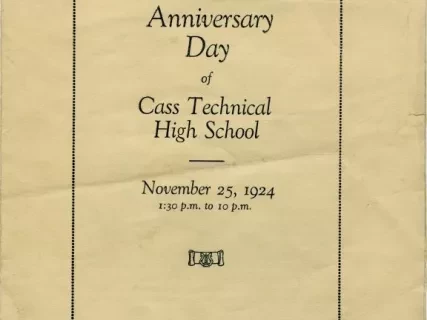 Anniversary
Day
of
Cass Technical
High School
November 25, 1924
1:30 p.m. to 10 p.m.